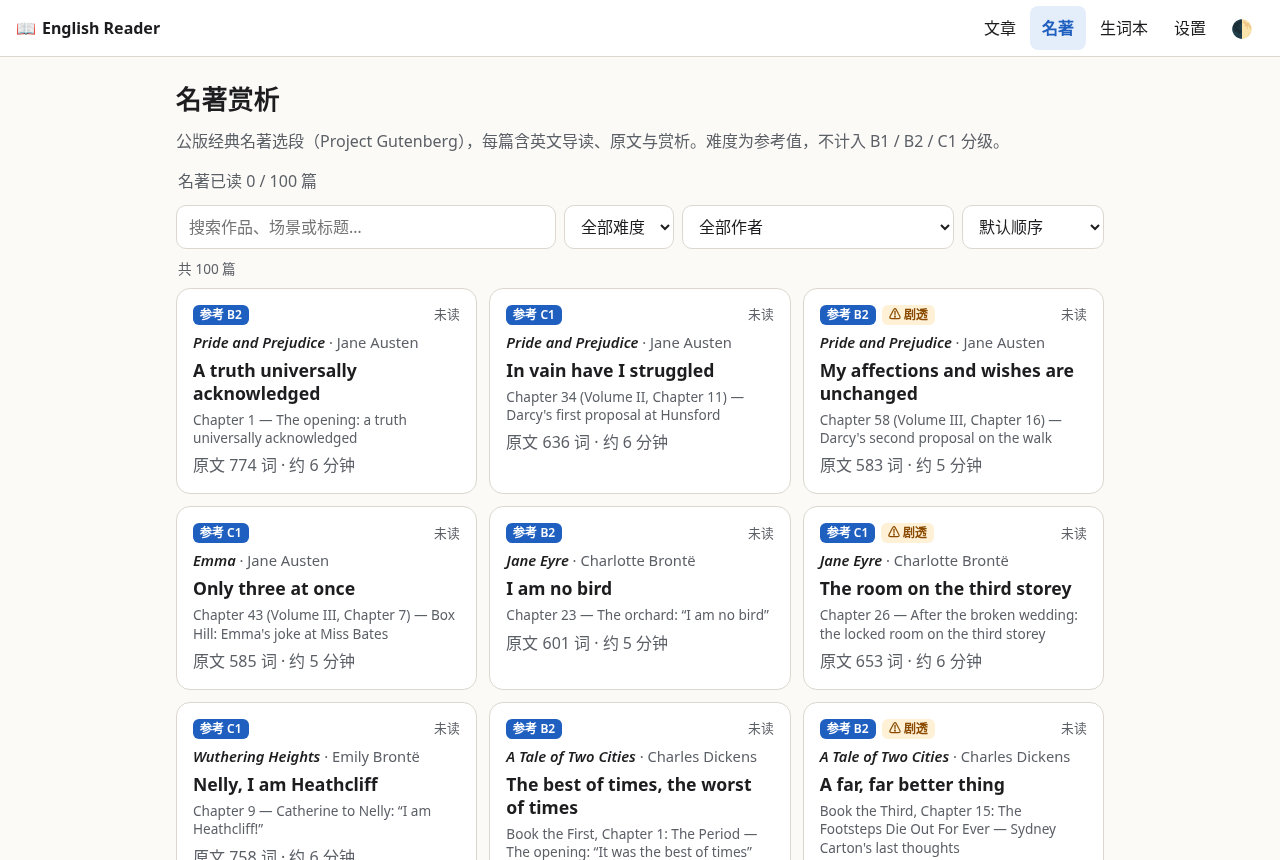 📖 English Reader
文章
名著
生词本
设置
🌓
名著赏析
公版经典名著选段（Project Gutenberg），每篇含英文导读、原文与赏析。难度为参考值，不计入 B1 / B2 / C1 分级。
名著已读 0 / 100 篇
搜索作品、场景或标题...
全部难度
全部作者
默认顺序
共 100 篇
参考 B2
未读
Pride and Prejudice · Jane Austen
A truth universally
acknowledged
Chapter 1 — The opening: a truth
universally acknowledged
原文 774 词 · 约 6 分钟
参考 C1
未读
Pride and Prejudice · Jane Austen
In vain have I struggled
Chapter 34 (Volume II, Chapter 11) —
Darcy's first proposal at Hunsford
原文 636 词 · 约 6 分钟
参考 B2
⚠ 剧透
未读
Pride and Prejudice · Jane Austen
My affections and wishes are
unchanged
Chapter 58 (Volume III, Chapter 16) —
Darcy's second proposal on the walk
原文 583 词 · 约 5 分钟
参考 C1
未读
Emma · Jane Austen
Only three at once
Chapter 43 (Volume III, Chapter 7) — Box
Hill: Emma's joke at Miss Bates
原文 585 词 · 约 5 分钟
参考 B2
未读
Jane Eyre · Charlotte Brontë
I am no bird
Chapter 23 — The orchard: “I am no bird”
原文 601 词 · 约 5 分钟
参考 C1
⚠ 剧透
未读
Jane Eyre · Charlotte Brontë
The room on the third storey
Chapter 26 — After the broken wedding:
the locked room on the third storey
原文 653 词 · 约 6 分钟
参考 C1
未读
Wuthering Heights · Emily Brontë
Nelly, I am Heathcliff
Chapter 9 — Catherine to Nelly: “I am
Heathcliff!”
原文 758 词 · 约 6 分钟
参考 B2
未读
A Tale of Two Cities · Charles Dickens
The best of times, the worst
of times
Book the First, Chapter 1: The Period —
The opening: “It was the best of times”
参考 B2
⚠ 剧透
未读
A Tale of Two Cities · Charles Dickens
A far, far better thing
Book the Third, Chapter 15: The
Footsteps Die Out For Ever — Sydney
Carton's last thoughts